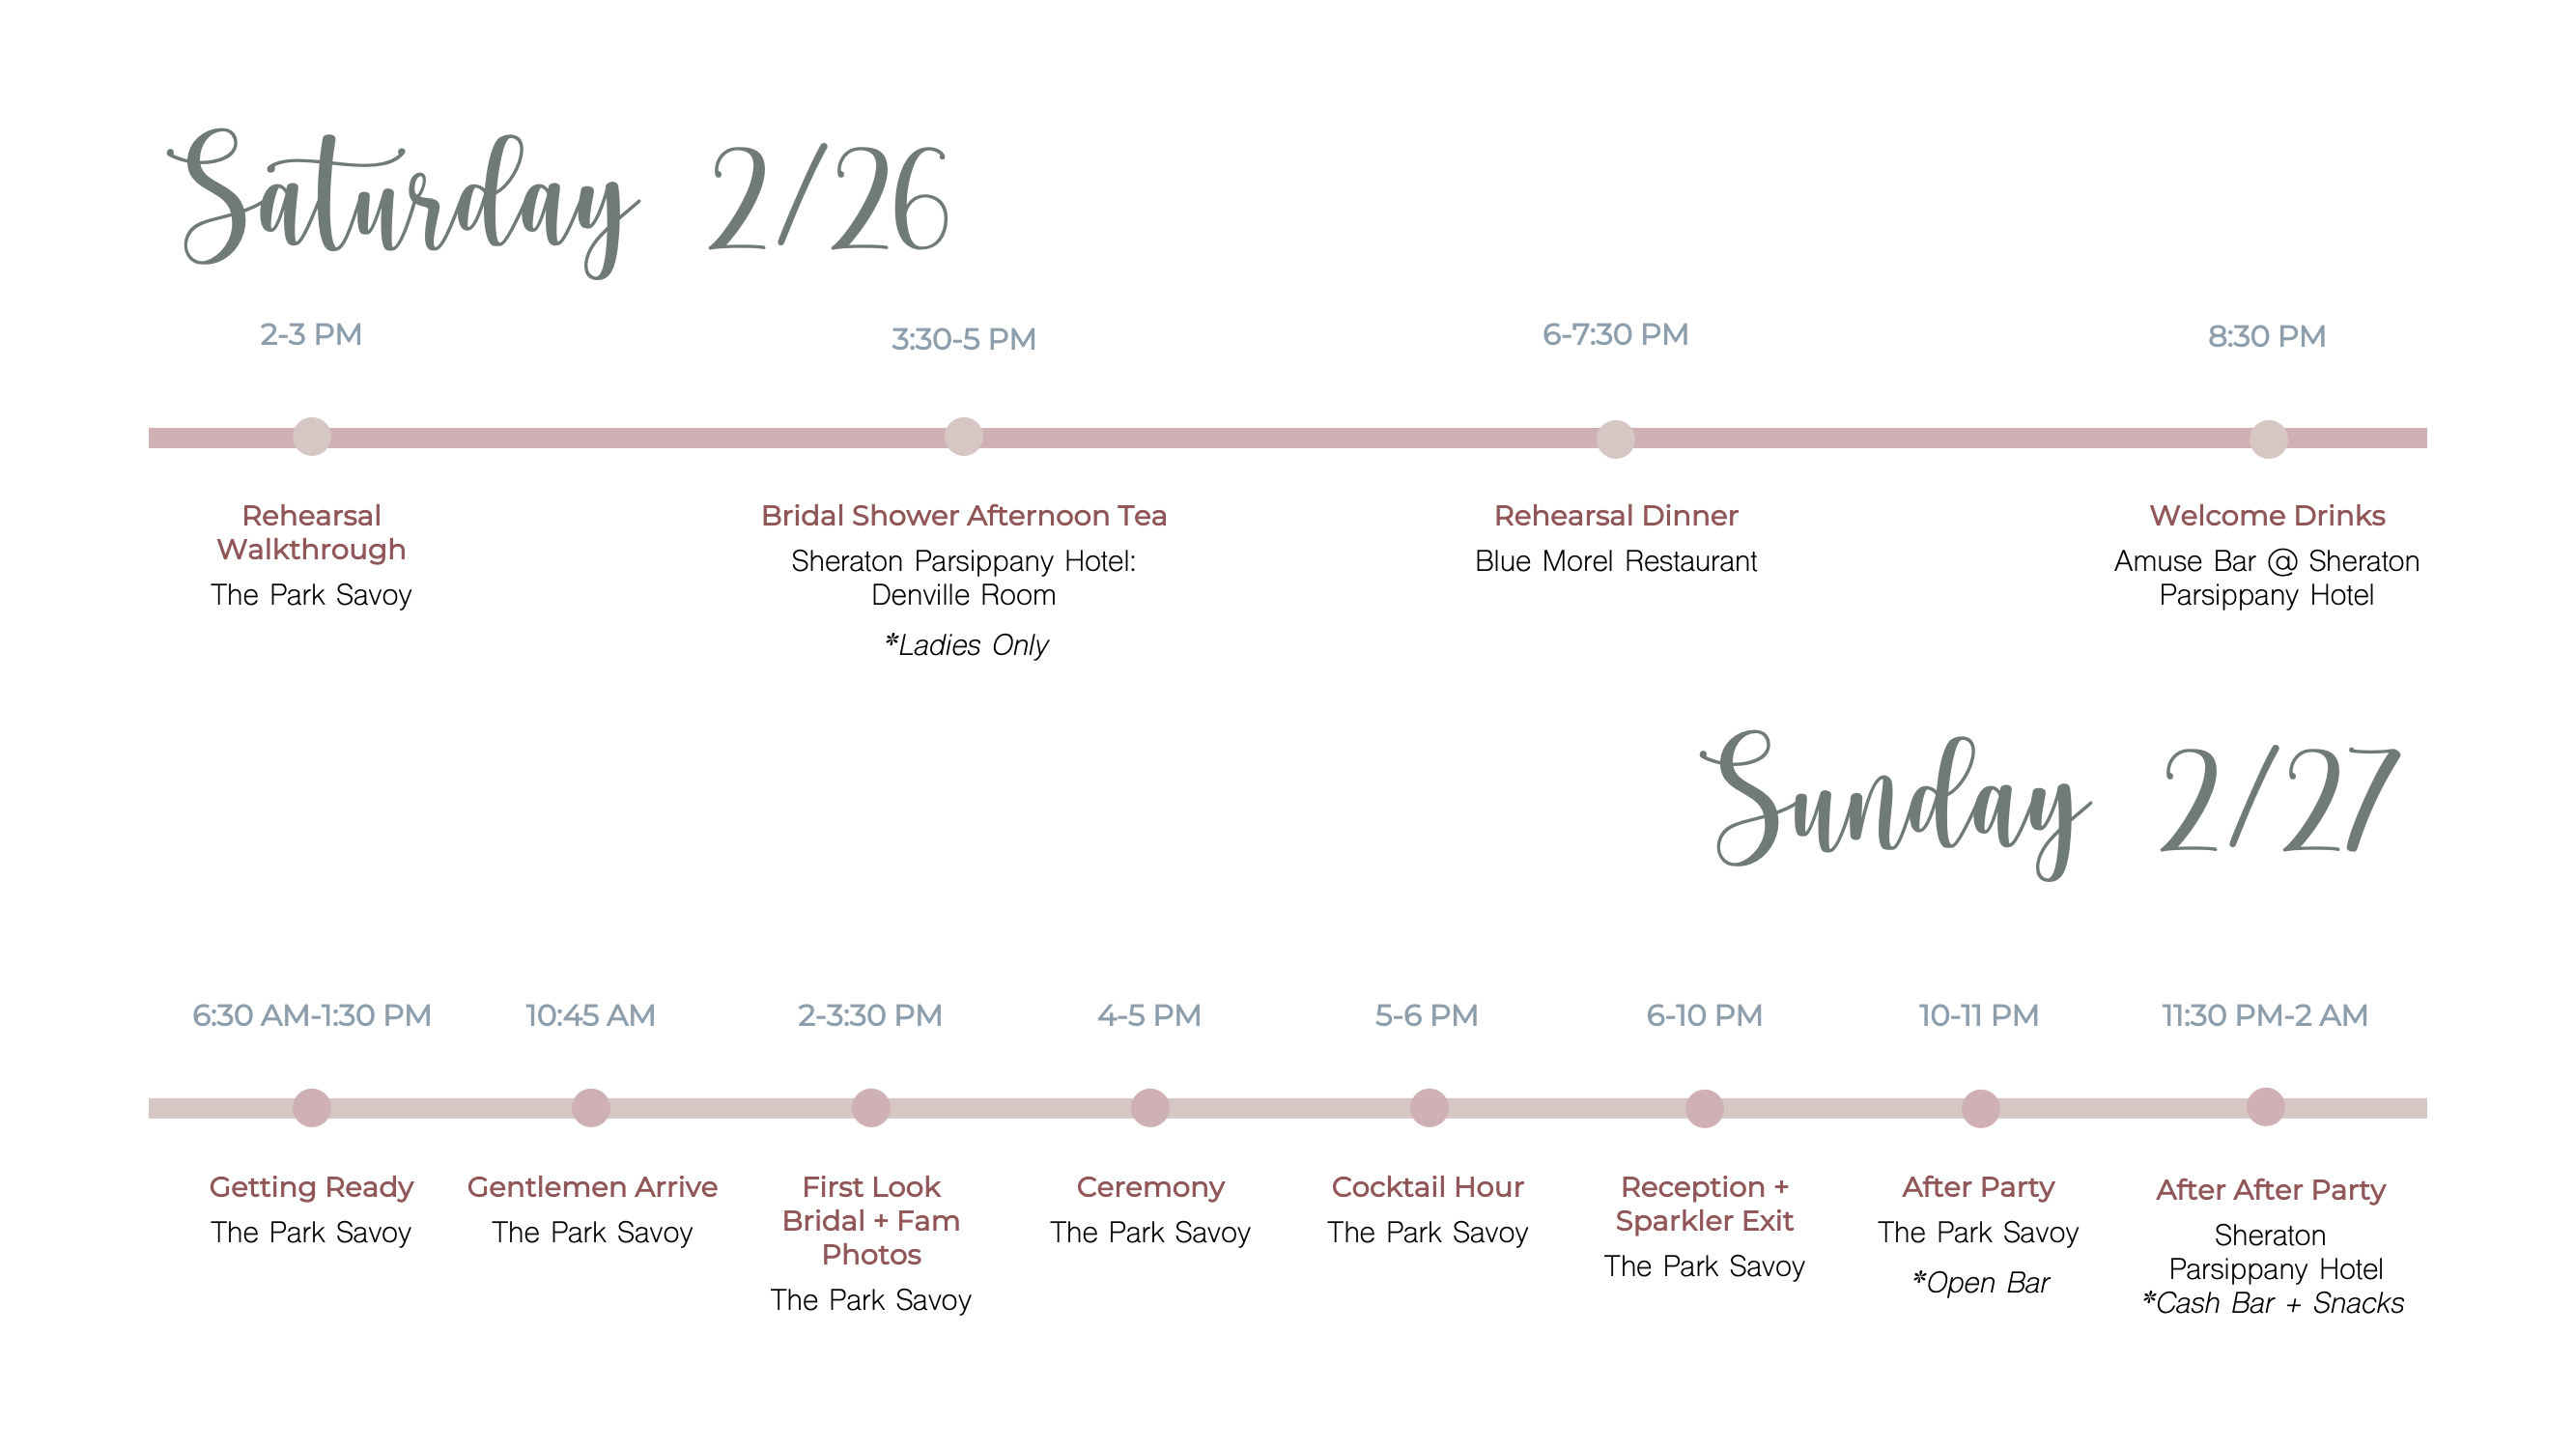 Saturday 2/26
2-3 PM
Rehearsal
Walkthrough
The Park Savoy
3:30-5 PM
Bridal Shower Afternoon Tea
Sheraton Parsippany Hotel:
Denville Room
*Ladies Only
6-7:30 PM
Rehearsal Dinner
Blue Morel Restaurant
8:30 PM
Welcome Drinks
Amuse Bar @ Sheraton
Parsippany Hotel
Sunday 2/27
6:30 AM-1:30 PM
Getting Ready
The Park Savoy
10:45 AM
Gentlemen Arrive
The Park Savoy
2-3:30 PM
First Look
Bridal + Fam
Photos
The Park Savoy
4-5 PM
Ceremony
The Park Savoy
5-6 PM
Cocktail Hour
The Park Savoy
6-10 PM
Reception +
Sparkler Exit
The Park Savoy
10-11 PM
After Party
The Park Savoy
*Open Bar
11:30 PM-2 AM
After After Party
Sheraton
Parsippany Hotel
*Cash Bar + Snacks